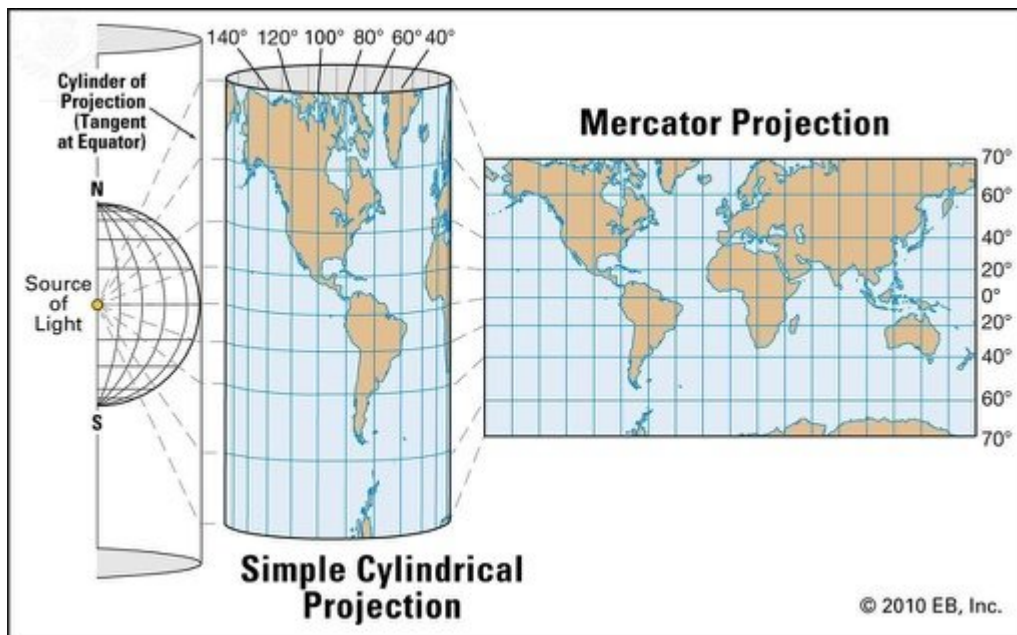 140° 120° 100° 80° 60° 40°
Cylinder of
Projection
(Tangent
at Equator)
N
Source
of
Light
S
Simple Cylindrical
Projection
Mercator Projection
70°
60°
40°
20°
0°
20°
40°
60°
70°
© 2010 EB, Inc.